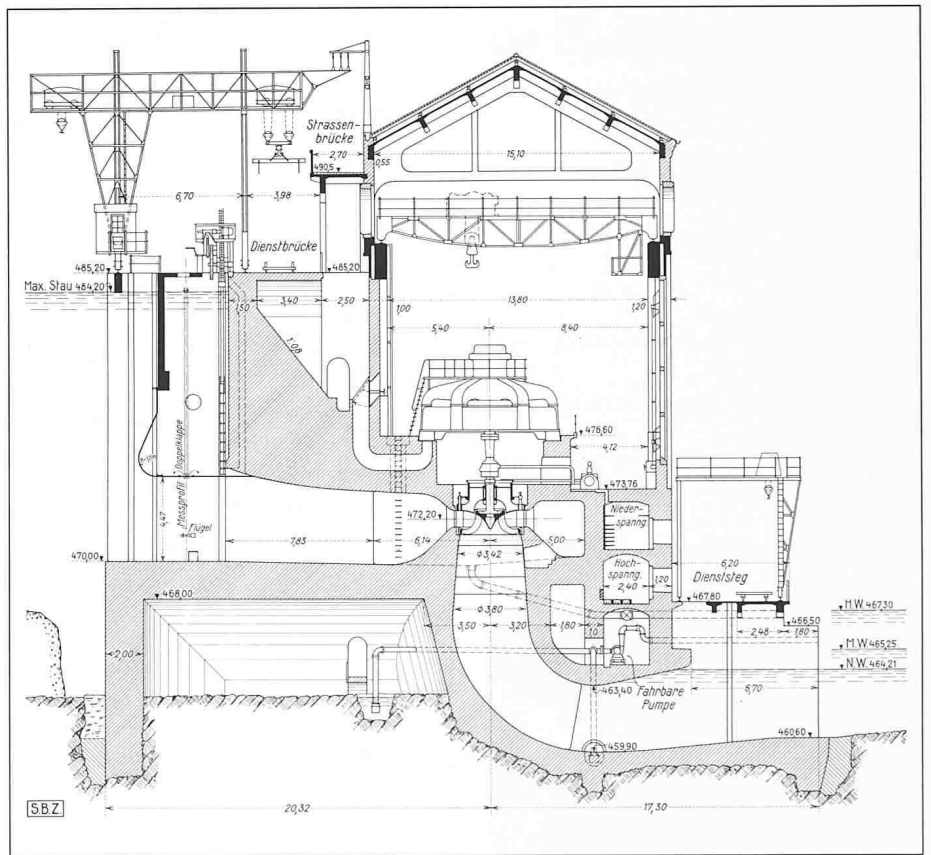 Strassen-
brücke
2,70
490,5
0,55
15,10
6,70
3,98
Dienstbrücke
485,20
485,20
Max. Stau 484,20
1,50
3,40
2,50
1,00
13,80
1,20
5,40
8,40
1:0,8
476,60
4,12
473,76
Messprofil
Doppelklappe
Flügel
4,47
472,20
Nieder-
spanng.
7,83
6,14
5,00
470,00
ϕ 3,42
Hoch-
spanng.
2,40
1,20
6,20
Dienststeg
468,00
467,80
H.W. 467,30
ϕ 3,80
466,50
3,50
3,20
1,80
2,48
1,80
M.W. 465,25
2,00
N.W. 464,21
463,40
Fahrbare
Pumpe
6,70
459,90
460,60
S.B.Z.
20,32
17,30